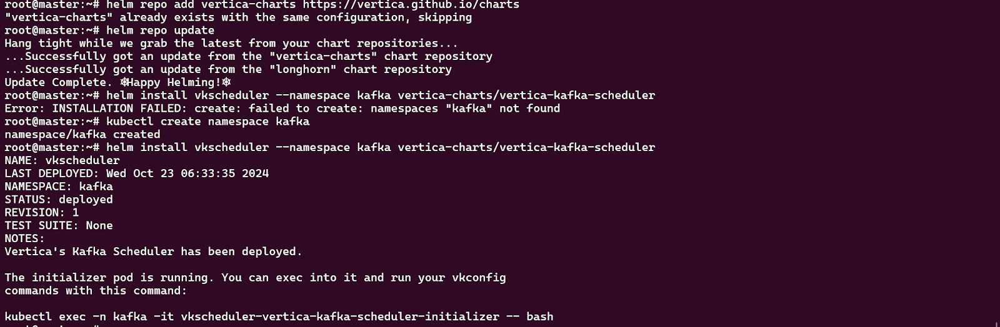 root@master:~# helm repo add vertica-charts https://vertica.github.io/charts
"vertica-charts" already exists with the same configuration, skipping
root@master:~# helm repo update
Hang tight while we grab the latest from your chart repositories...
...Successfully got an update from the "vertica-charts" chart repository
...Successfully got an update from the "longhorn" chart repository
Update Complete. ⎈Happy Helming!⎈
root@master:~# helm install vkscheduler --namespace kafka vertica-charts/vertica-kafka-scheduler
Error: INSTALLATION FAILED: create: failed to create: namespaces "kafka" not found
root@master:~# kubectl create namespace kafka
namespace/kafka created
root@master:~# helm install vkscheduler --namespace kafka vertica-charts/vertica-kafka-scheduler
NAME: vkscheduler
LAST DEPLOYED: Wed Oct 23 06:33:35 2024
NAMESPACE: kafka
STATUS: deployed
REVISION: 1
TEST SUITE: None
NOTES:
Vertica's Kafka Scheduler has been deployed.
The initializer pod is running. You can exec into it and run your vkconfig
commands with this command:
kubectl exec -n kafka -it vkscheduler-vertica-kafka-scheduler-initializer -- bash